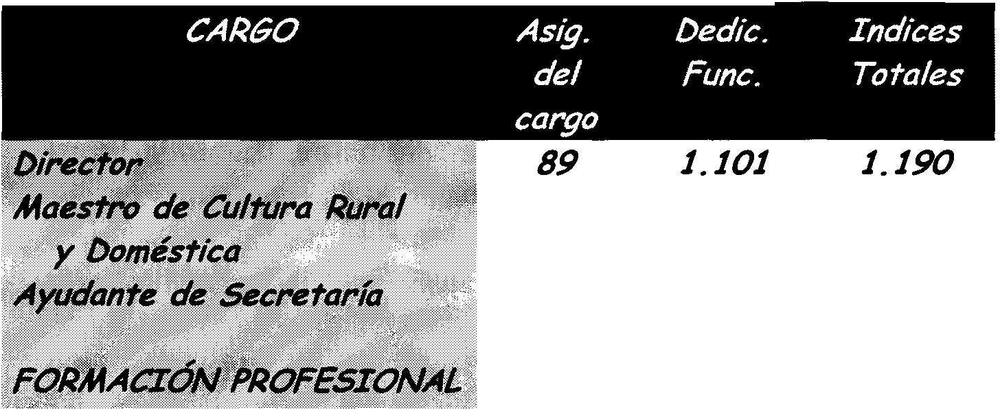 CARGO Asig. Dedic. Indices
del Func. Totales
cargo
Director 89 1.101 1.190
Maestro de Cultura Rural
y Doméstica
Ayudante de Secretaría
FORMACIÓN PROFESIONAL